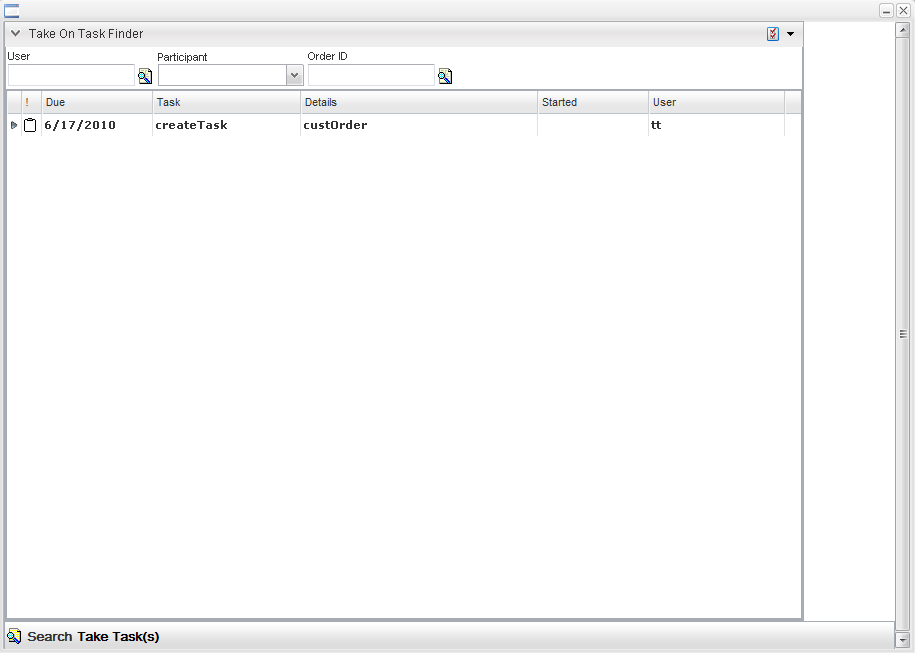 Take On Task Finder
User Participant Order ID
! Due Task Details Started User
6/17/2010 createTask custOrder tt
Search Take Task(s)